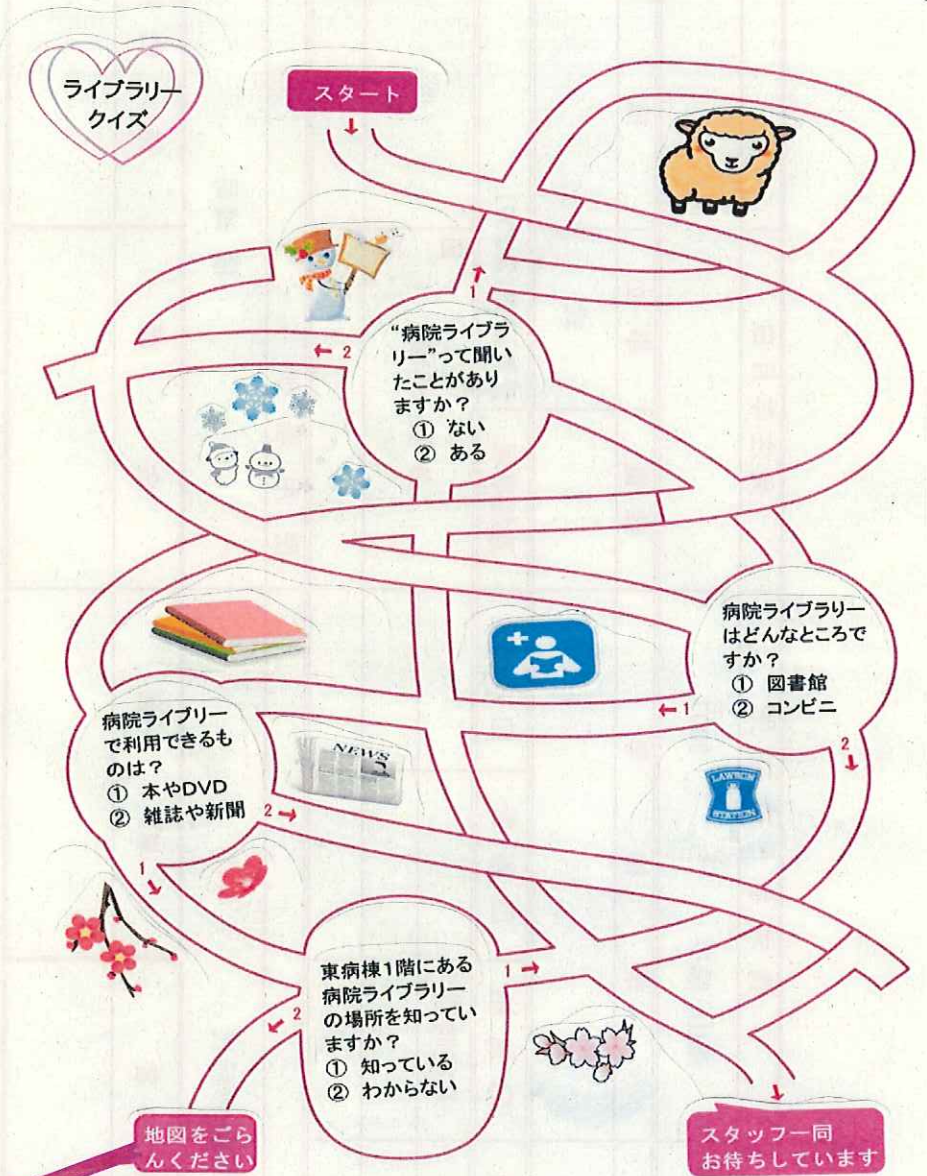 ライブラリー
クイズ
スタート
“病院ライブラ
リー”って聞い
たことがあり
ますか？
① ない
② ある
1
← 2
病院ライブラリー
はどんなところで
すか？
① 図書館
② コンビニ
← 1
2
LAWSON
STATION
NEWS
病院ライブリー
で利用できるも
のは？
① 本やDVD
② 雑誌や新聞
2 →
1
東病棟1階にある
病院ライブラリー
の場所を知ってい
ますか？
① 知っている
② わからない
1 →
2
地図をごら
んください
スタッフ一同
お待ちしています